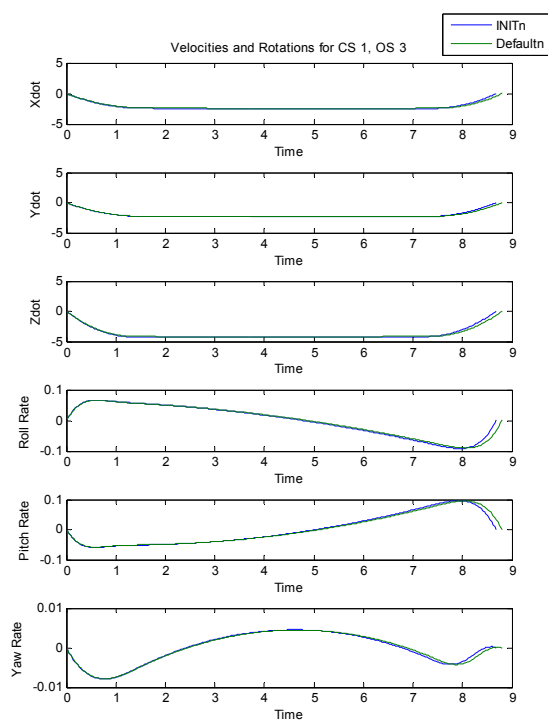 INITn
Defaultn
Velocities and Rotations for CS 1, OS 3
5
0
-5
Xdot
0 1 2 3 4 5 6 7 8 9
Time
5
0
-5
Ydot
0 1 2 3 4 5 6 7 8 9
Time
5
0
-5
Zdot
0 1 2 3 4 5 6 7 8 9
Time
0.1
0
-0.1
Roll Rate
0 1 2 3 4 5 6 7 8 9
Time
0.1
0
-0.1
Pitch Rate
0 1 2 3 4 5 6 7 8 9
Time
0.01
0
-0.01
Yaw Rate
0 1 2 3 4 5 6 7 8 9
Time